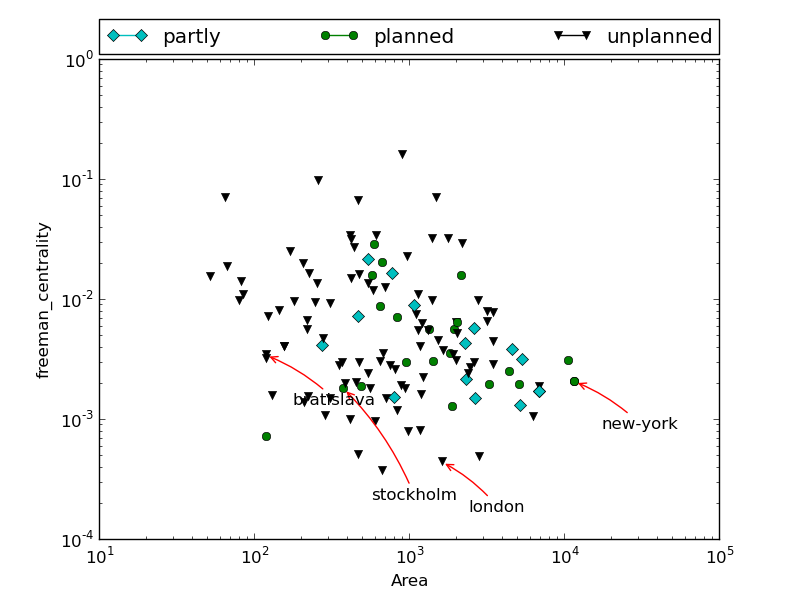 partly planned unplanned
10^0
10^-1
10^-2
10^-3
10^-4
freeman_centrality
bratislava
new-york
stockholm
london
10^1 10^2 10^3 10^4 10^5
Area